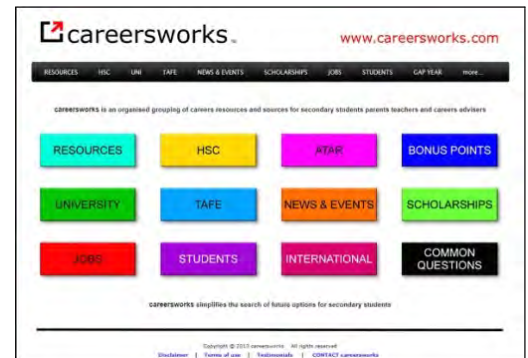 careersworks™
www.careersworks.com
RESOURCES HSC UNI TAFE NEWS & EVENTS SCHOLARSHIPS JOBS STUDENTS GAP YEAR more...
careersworks is an organised grouping of careers resources and sources for secondary students parents teachers and careers advisers
RESOURCES HSC ATAR BONUS POINTS
UNIVERSITY TAFE NEWS & EVENTS SCHOLARSHIPS
JOBS STUDENTS INTERNATIONAL COMMON QUESTIONS
careersworks simplifies the search of future options for secondary students
Copyright © 2013 careersworks All rights reserved
Disclaimer | Terms of use | Testimonials | CONTACT careersworks